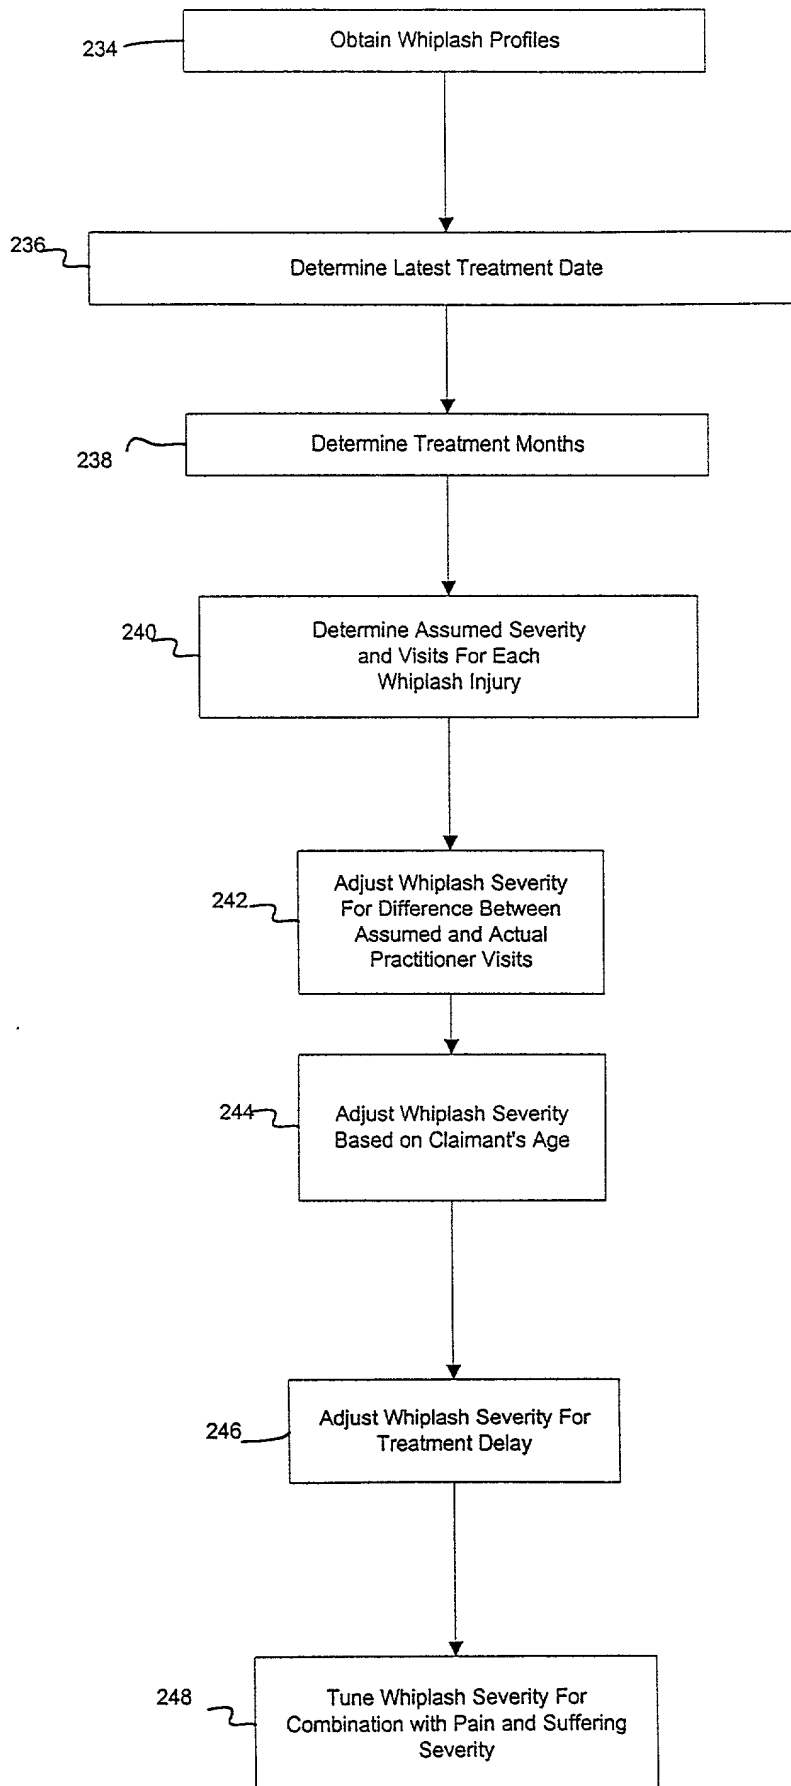 234
Obtain Whiplash Profiles
236
Determine Latest Treatment Date
238
Determine Treatment Months
240
Determine Assumed Severity
and Visits For Each
Whiplash Injury
242
Adjust Whiplash Severity
For Difference Between
Assumed and Actual
Practitioner Visits
244
Adjust Whiplash Severity
Based on Claimant's Age
246
Adjust Whiplash Severity For
Treatment Delay
248
Tune Whiplash Severity For
Combination with Pain and Suffering
Severity